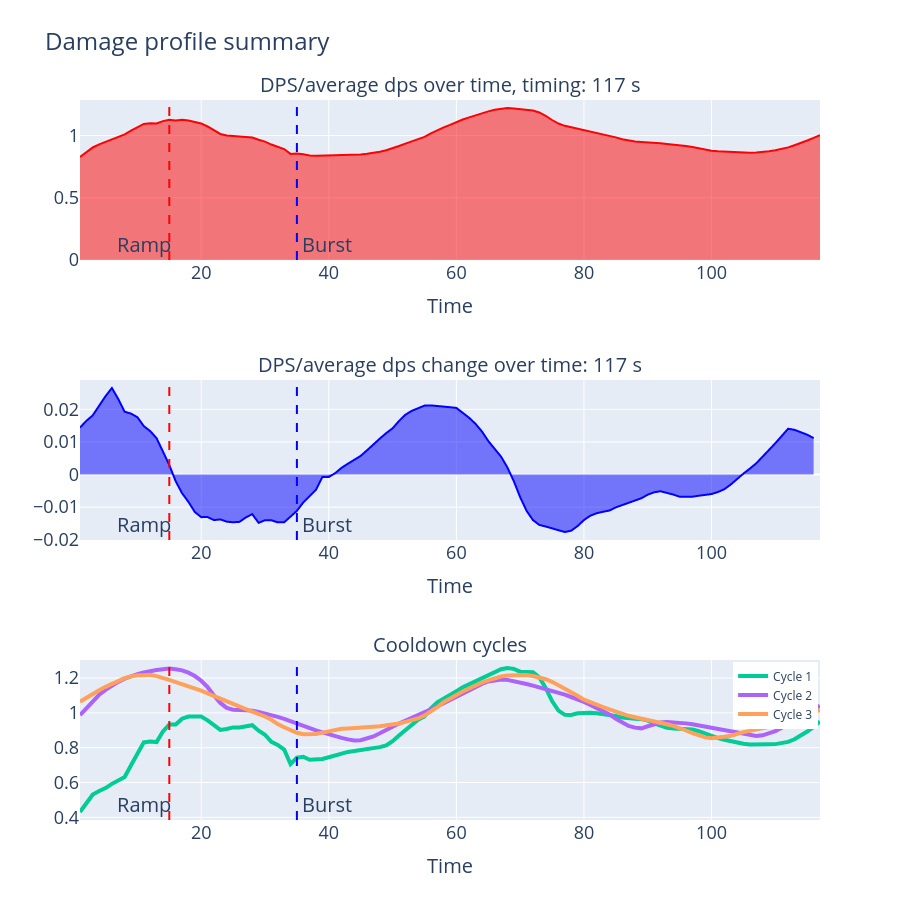 Damage profile summary
DPS/average dps over time, timing: 117 s
1
0.5
0
Ramp
Burst
20 40 60 80 100
Time
DPS/average dps change over time: 117 s
0.02
0.01
0
−0.01
−0.02
Ramp
Burst
20 40 60 80 100
Time
Cooldown cycles
1.2
1
0.8
0.6
0.4
Cycle 1
Cycle 2
Cycle 3
Ramp
Burst
20 40 60 80 100
Time